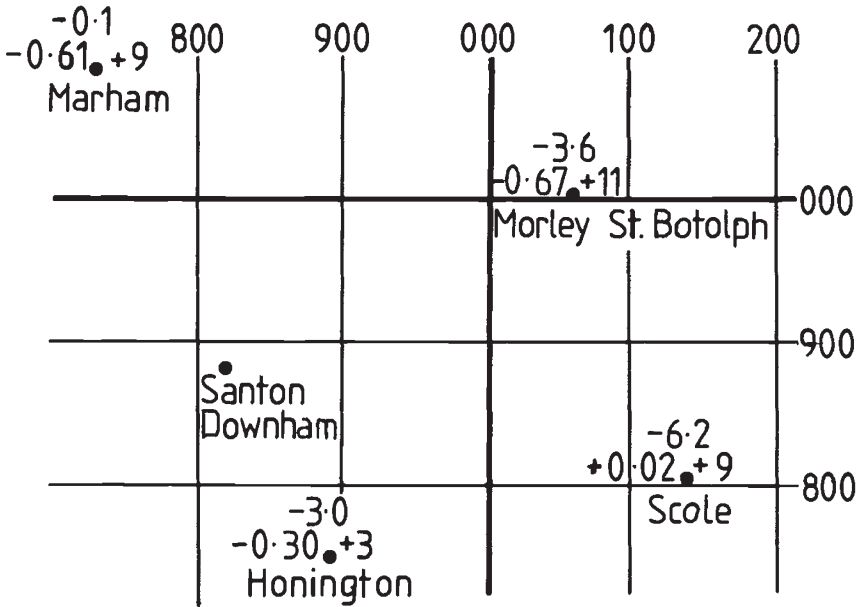 -0·1
800 900 000 100 200
-0·61 +9
Marham
-3·6
-0·67 +11
000
Morley St. Botolph
900
Santon
Downham
-6·2
+0·02 +9
800
-3·0
Scole
-0·30 +3
Honington